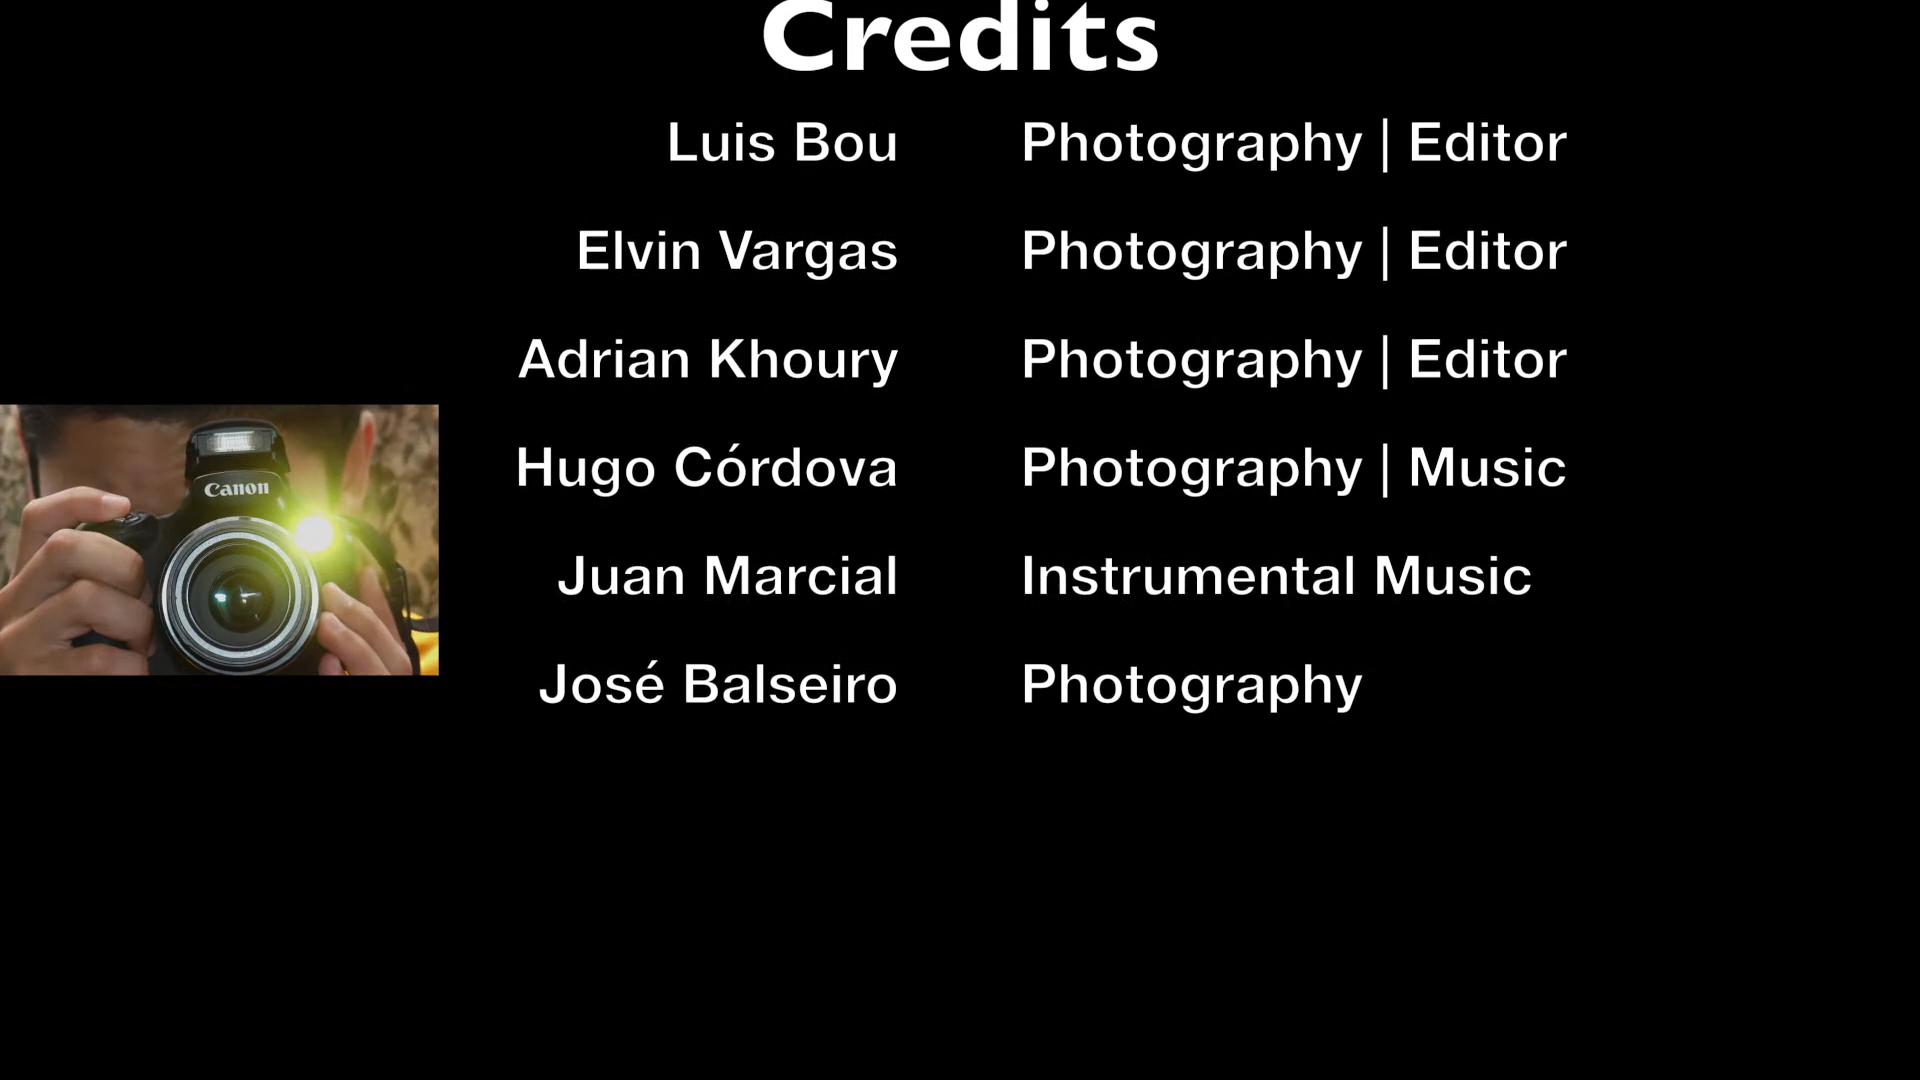 Credits
Luis Bou Photography | Editor
Elvin Vargas Photography | Editor
Adrian Khoury Photography | Editor
Hugo Córdova Photography | Music
Canon
Juan Marcial Instrumental Music
José Balseiro Photography